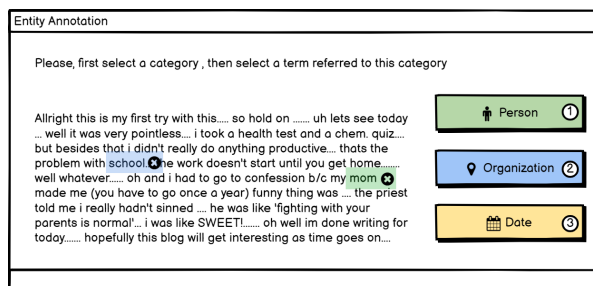 Entity Annotation
Please, first select a category , then select a term referred to this category
Allright this is my first try with this..... so hold on ....... uh lets see today
... well it was very pointless.... i took a health test and a chem. quiz....
but besides that i didn't really do anything productive.... thats the
problem with school. he work doesn't start until you get home........
well whatever...... oh and i had to go to confession b/c my mom
made me (you have to go once a year) funny thing was .... the priest
told me i really hadn't sinned .... he was like 'fighting with your
parents is normal'... i was like SWEET!....... oh well im done writing for
today....... hopefully this blog will get interesting as time goes on....
Person 1
Organization 2
Date 3